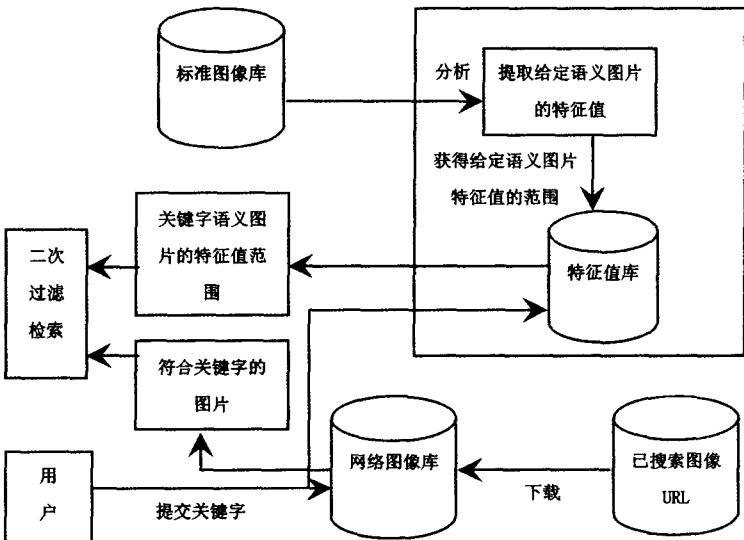 标准图像库
分析
提取给定语义图片
的特征值
获得给定语义图片
特征值的范围
关键字语义图
片的特征值范
围
二次
过滤
检索
特征值库
符合关键字的
图片
网络图像库
已搜索图像
URL
下载
用
户
提交关键字